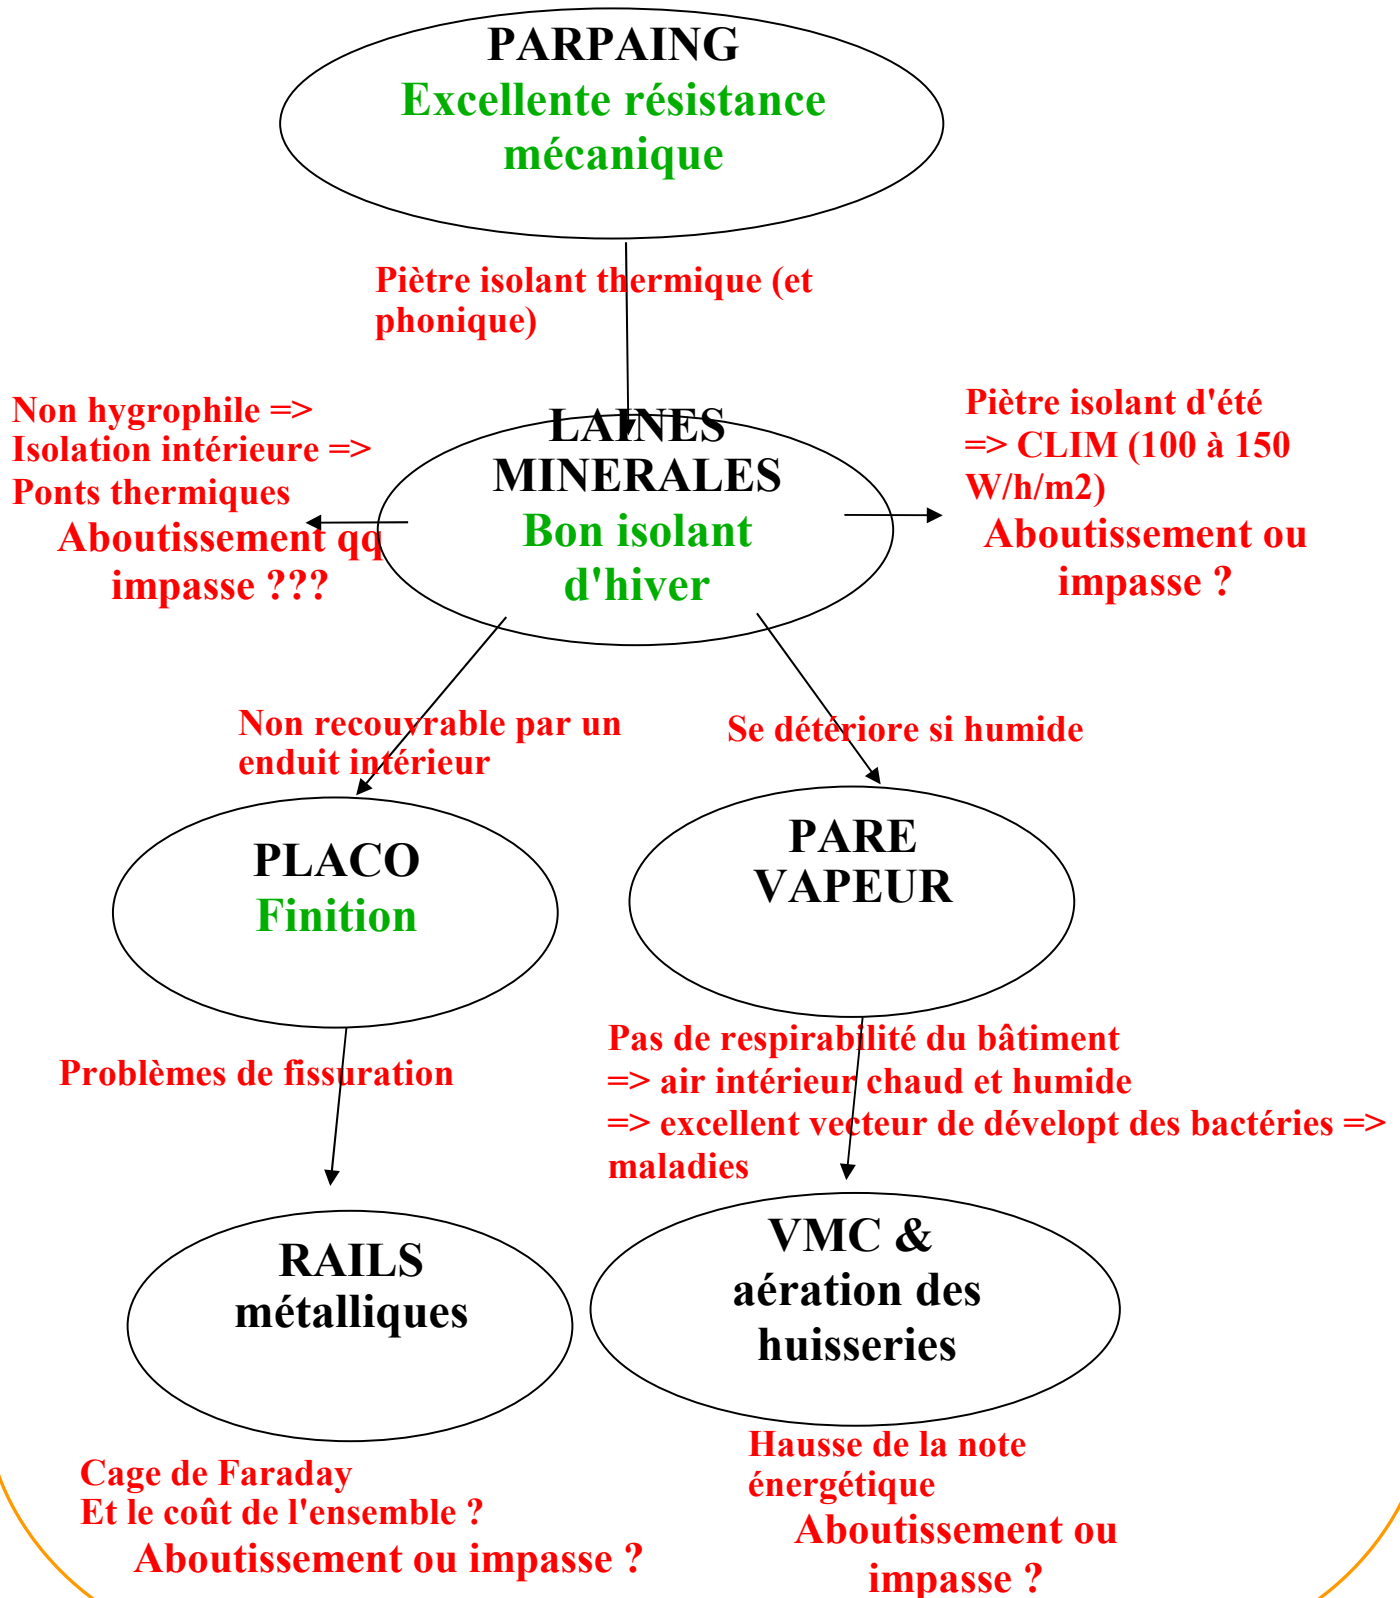 PARPAING
Excellente résistance
mécanique
Piètre isolant thermique (et
phonique)
Non hygrophile =>
Isolation intérieure =>
Ponts thermiques
Aboutissement qq
impasse ???
LAINES
MINERALES
Bon isolant
d'hiver
Piètre isolant d'été
=> CLIM (100 à 150
W/h/m2)
Aboutissement ou
impasse ?
Non recouvrable par un
enduit intérieur
Se détériore si humide
PLACO
Finition
PARE
VAPEUR
Problèmes de fissuration
Pas de respirabilité du bâtiment
=> air intérieur chaud et humide
=> excellent vecteur de dévelopt des bactéries =>
maladies
RAILS
métalliques
VMC &
aération des
huisseries
Cage de Faraday
Et le coût de l'ensemble ?
Aboutissement ou impasse ?
Hausse de la note
énergétique
Aboutissement ou
impasse ?